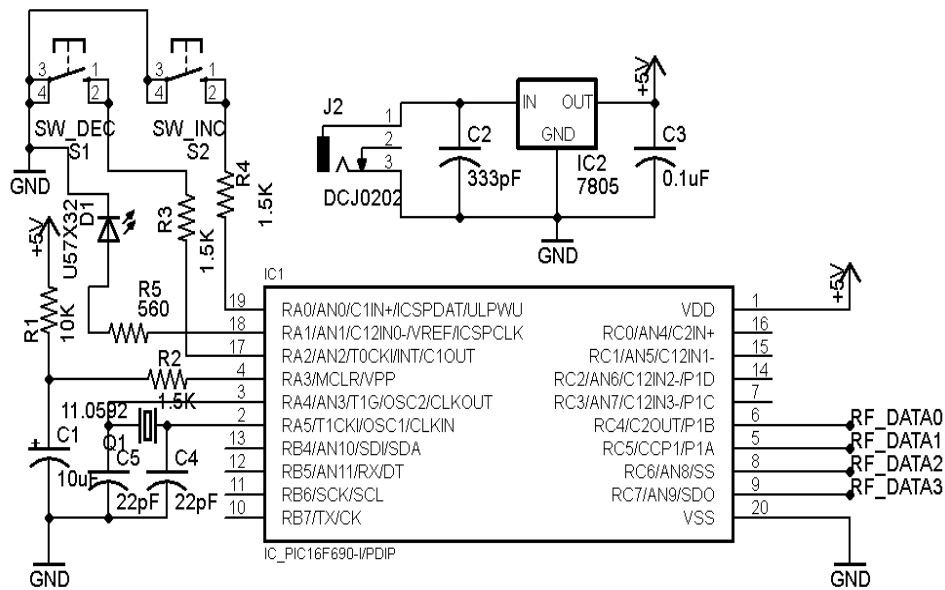 3 1
4 2
SW_DEC
S1
3 1
4 2
SW_INC
S2
GND
+5V
R1
10K
U57X32
D1
R3
1.5K
R4
1.5K
R5
560
R2
1.5K
11.0592
Q1
C1
+
10uF
C5
22pF
C4
22pF
GND
J2
1
2
3
DCJ0202
C2
333pF
IN OUT
GND
IC2
7805
+5V
C3
0.1uF
GND
IC1
19 RA0/AN0/C1IN+/ICSPDAT/ULPWU
18 RA1/AN1/C12IN0-/VREF/ICSPCLK
17 RA2/AN2/T0CKI/INT/C1OUT
4 RA3/MCLR/VPP
3 RA4/AN3/T1G/OSC2/CLKOUT
2 RA5/T1CKI/OSC1/CLKIN
13 RB4/AN10/SDI/SDA
12 RB5/AN11/RX/DT
11 RB6/SCK/SCL
10 RB7/TX/CK
VDD 1
RC0/AN4/C2IN+ 16
RC1/AN5/C12IN1- 15
RC2/AN6/C12IN2-/P1D 14
RC3/AN7/C12IN3-/P1C 7
RC4/C2OUT/P1B 6
RC5/CCP1/P1A 5
RC6/AN8/SS 8
RC7/AN9/SDO 9
VSS 20
+5V
RF_DATA0
RF_DATA1
RF_DATA2
RF_DATA3
GND
IC_PIC16F690-I/PDIP